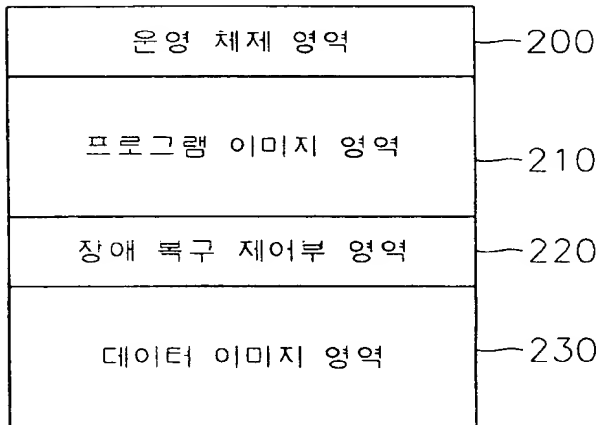 운영 체제 영역 200
프로그램 이미지 영역 210
장애 복구 제어부 영역 220
데이터 이미지 영역 230